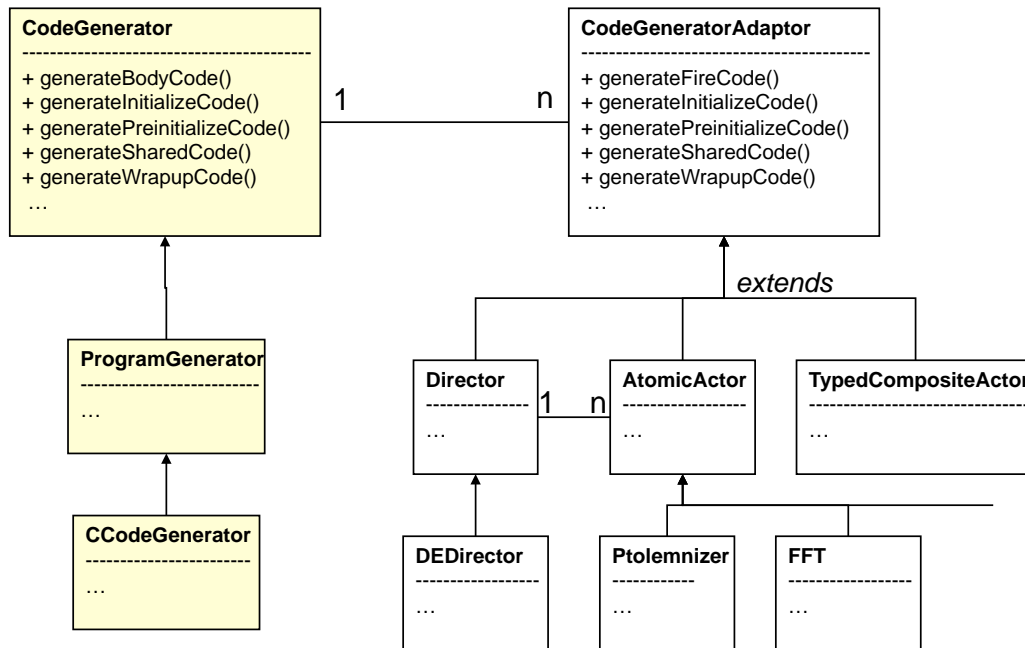 CodeGenerator
----------------------------------------
+ generateBodyCode()
+ generateInitializeCode()
+ generatePreinitializeCode()
+ generateSharedCode()
+ generateWrapupCode()
…
1
n
CodeGeneratorAdaptor
----------------------------------------
+ generateFireCode()
+ generateInitializeCode()
+ generatePreinitializeCode()
+ generateSharedCode()
+ generateWrapupCode()
…
extends
ProgramGenerator
-------------------------
…
Director
----------------
…
1
n
AtomicActor
------------------
…
TypedCompositeActor
--------------------------------
…
CCodeGenerator
------------------------
…
DEDirector
------------------
…
Ptolemnizer
------------
…
FFT
------------------
…